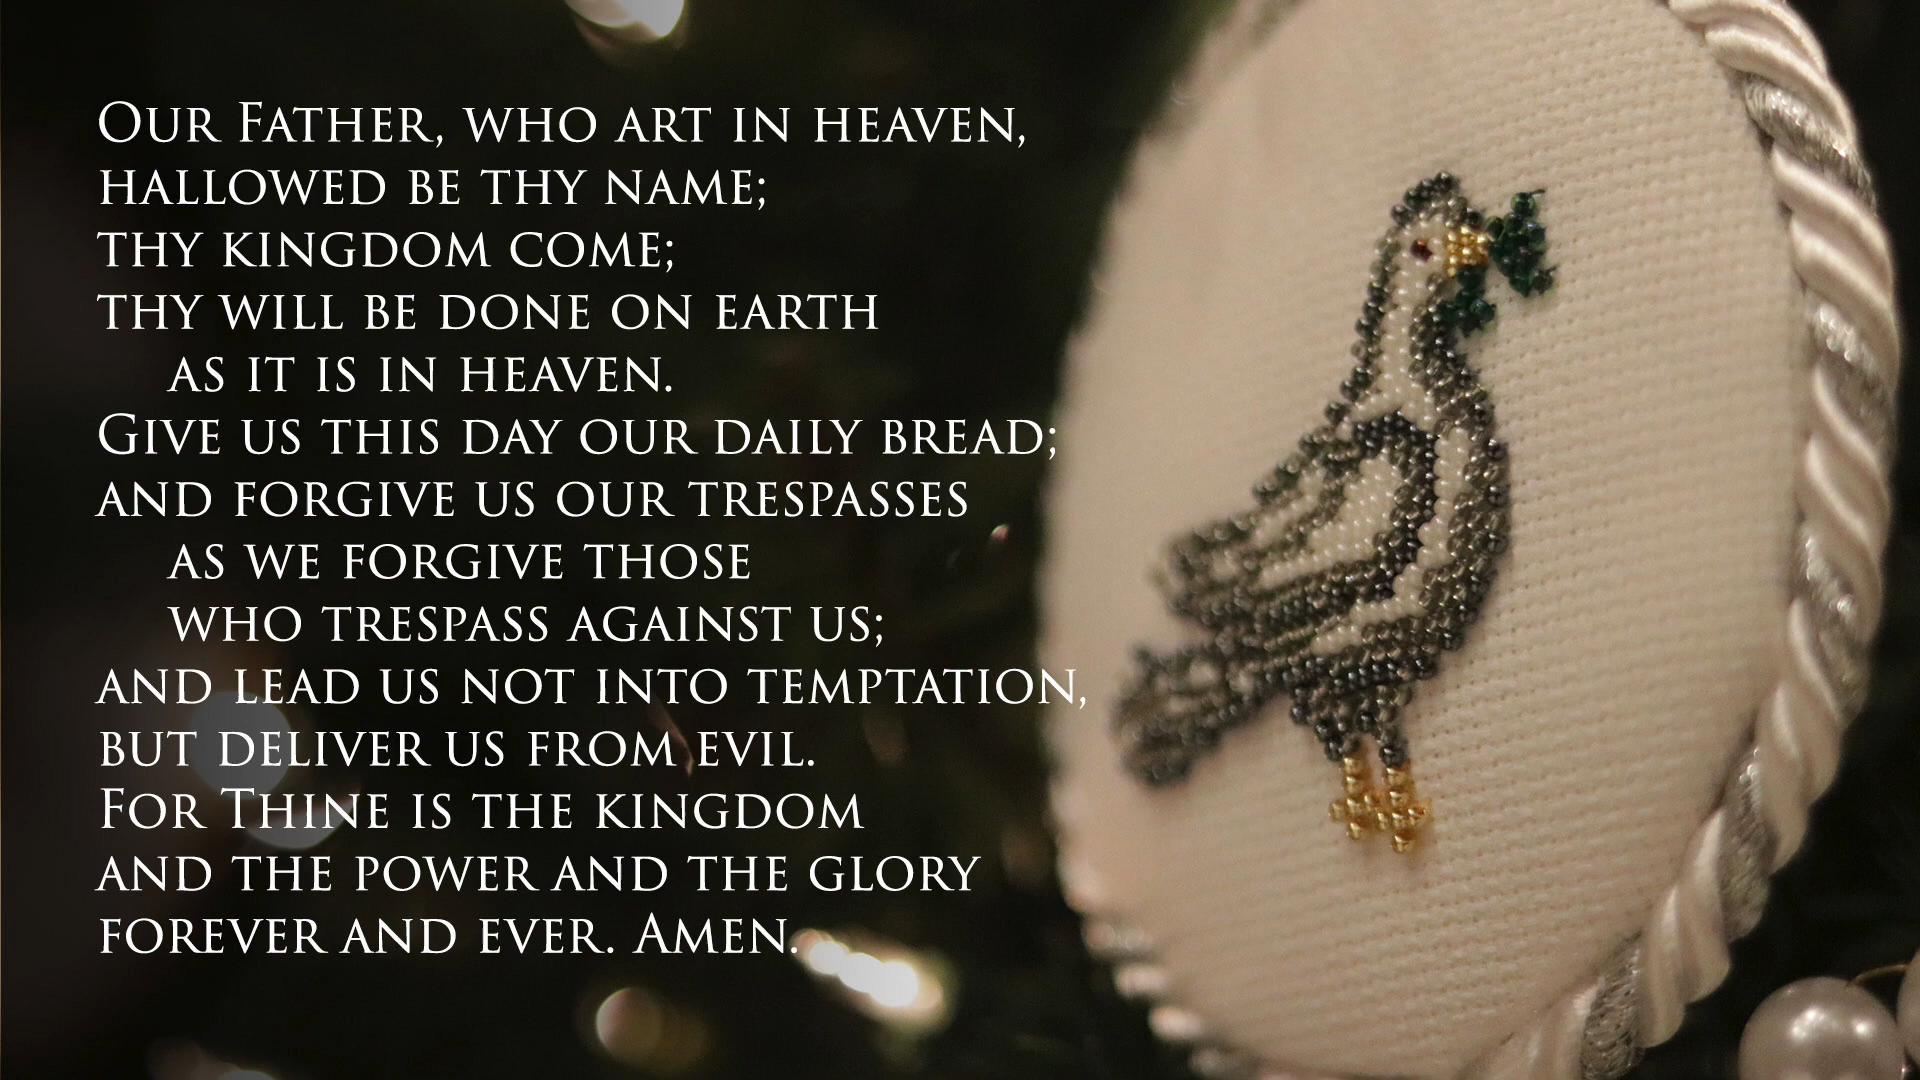 Our Father, who art in heaven,
hallowed be thy name;
thy kingdom come;
thy will be done on earth
as it is in heaven.
Give us this day our daily bread;
and forgive us our trespasses
as we forgive those
who trespass against us;
and lead us not into temptation,
but deliver us from evil.
For Thine is the kingdom
and the power and the glory
forever and ever. Amen.